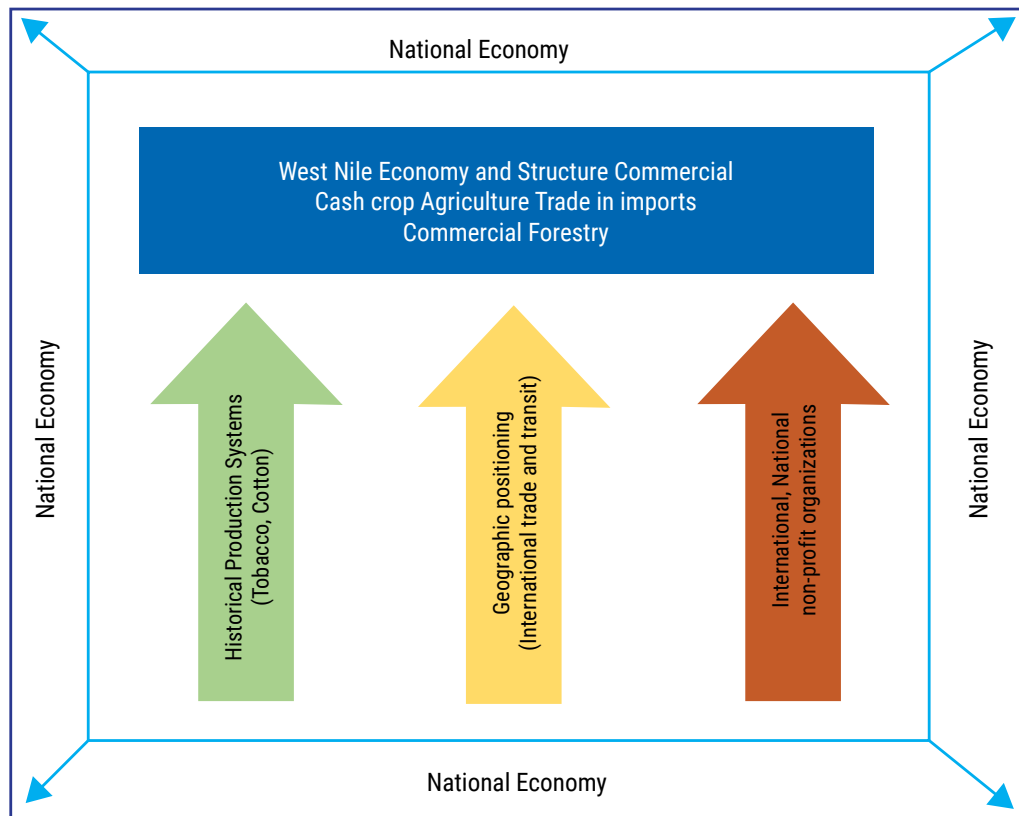 National Economy
West Nile Economy and Structure Commercial
Cash crop Agriculture Trade in imports
Commercial Forestry
National Economy
Historical Production Systems
(Tobacco, Cotton)
Geographic positioning
(International trade and transit)
International, National
non-profit organizations
National Economy
National Economy